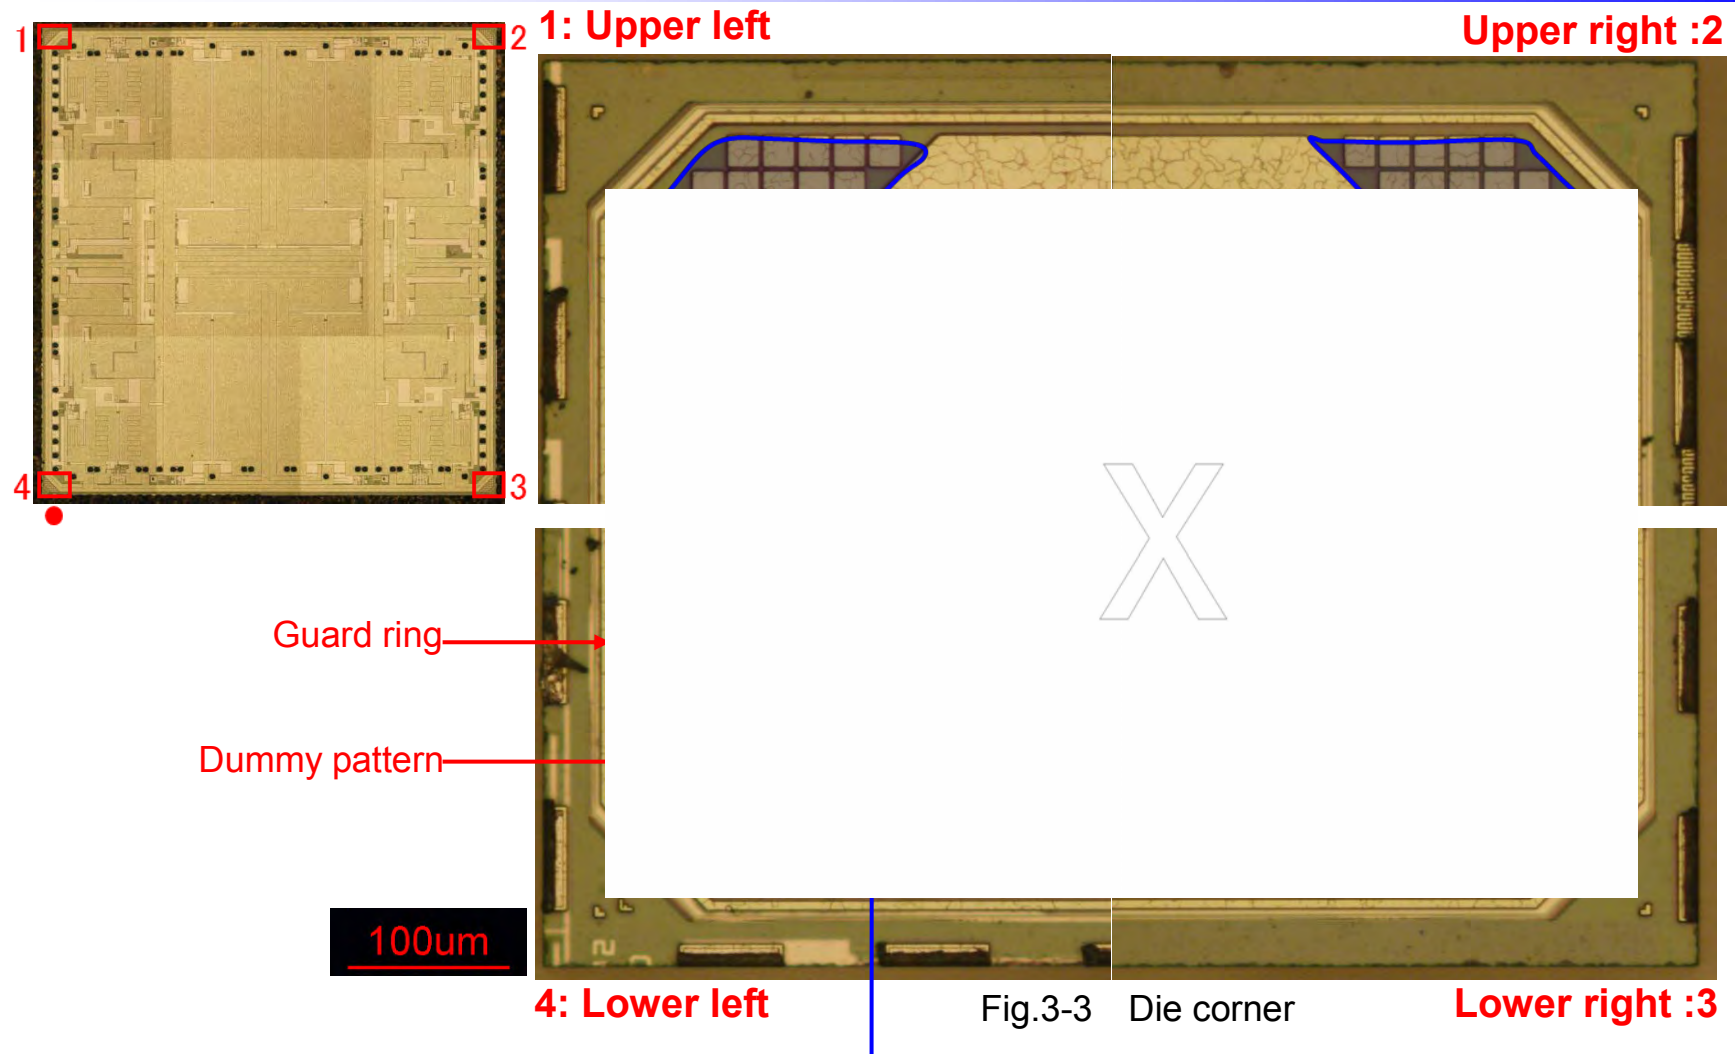 1: Upper left
Upper right :2
1
2
4
3
X
Guard ring
Dummy pattern
100um
4: Lower left
Fig.3-3 Die corner
Lower right :3